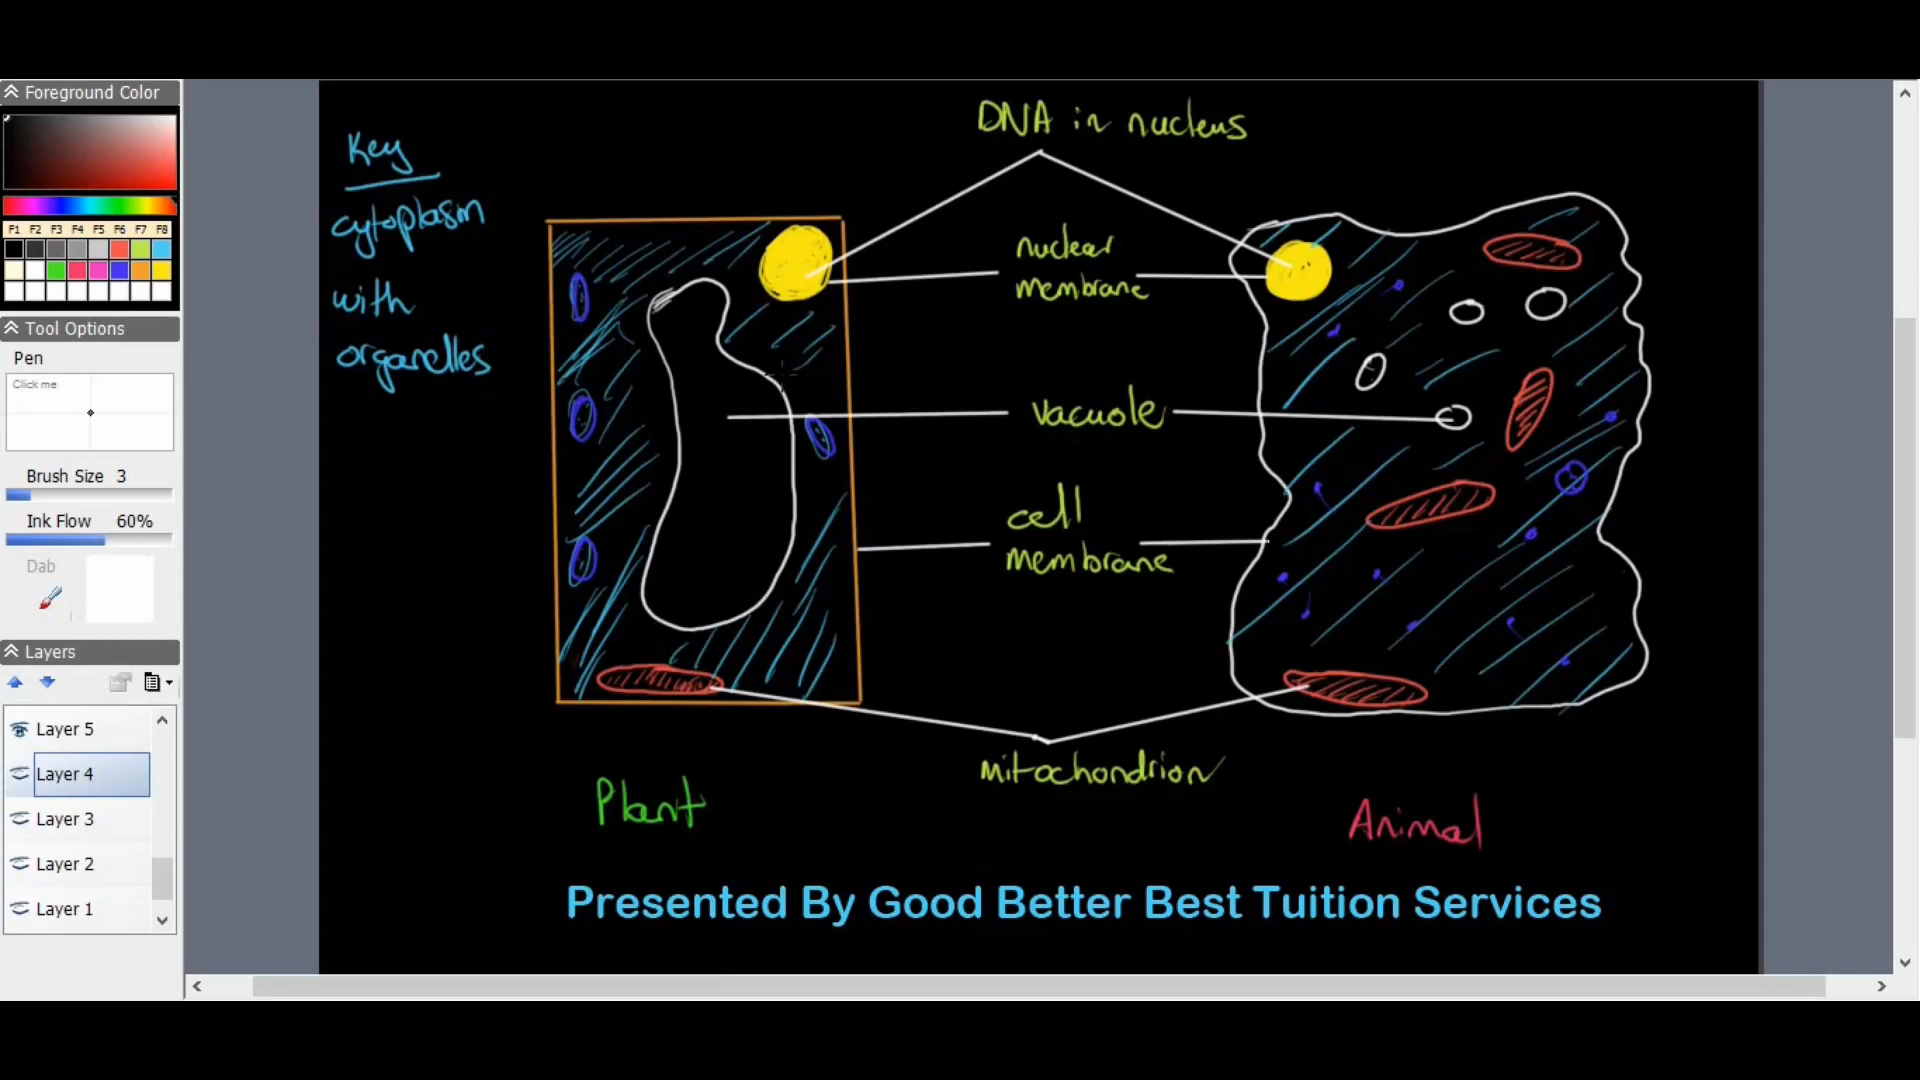 Foreground Color
F1 F2 F3 F4 F5 F6 F7 F8
Tool Options
Pen
Click me
Brush Size 3
Ink Flow 60%
Dab
Layers
Layer 5
Layer 4
Layer 3
Layer 2
Layer 1
Key
cytoplasm
with
organelles
DNA in nucleus
nuclear
membrane
vacuole
cell
membrane
mitochondrion
Plant
Animal
Presented By Good Better Best Tuition Services